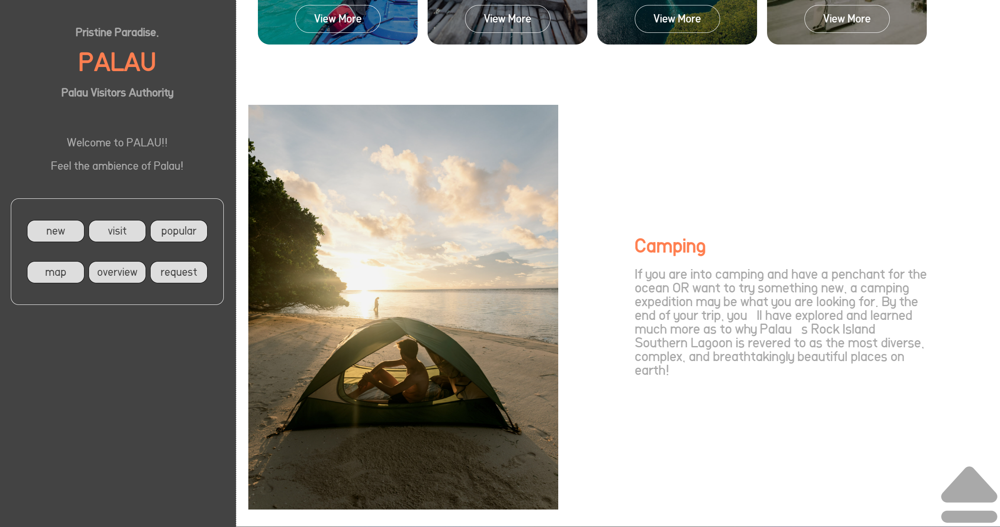 Pristine Paradise.
PALAU
Palau Visitors Authority
Welcome to PALAU!!
Feel the ambience of Palau!
new visit popular
map overview request
View More View More View More View More
Camping
If you are into camping and have a penchant for the
ocean OR want to try something new, a camping
expedition may be what you are looking for. By the
end of your trip, you ll have explored and learned
much more as to why Palau s Rock Island
Southern Lagoon is revered to as the most diverse,
complex, and breathtakingly beautiful places on
earth!